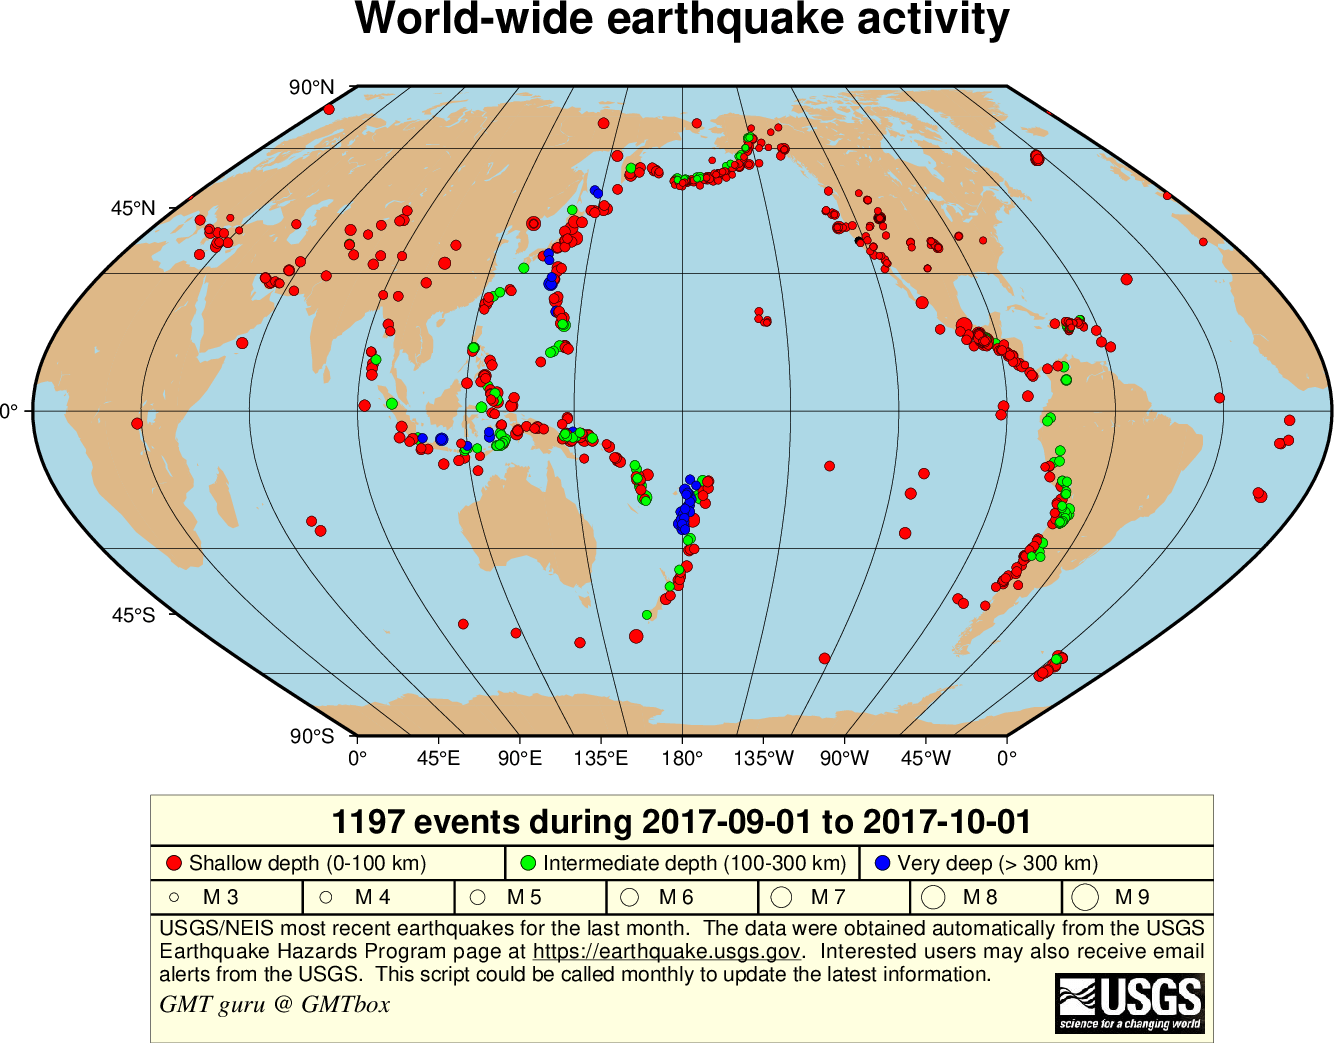 World-wide earthquake activity
90°N
45°N
0°
45°S
90°S
0° 45°E 90°E 135°E 180° 135°W 90°W 45°W 0°
1197 events during 2017-09-01 to 2017-10-01
Shallow depth (0-100 km) Intermediate depth (100-300 km) Very deep (> 300 km)
M 3 M 4 M 5 M 6 M 7 M 8 M 9
USGS/NEIS most recent earthquakes for the last month. The data were obtained automatically from the USGS
Earthquake Hazards Program page at https://earthquake.usgs.gov. Interested users may also receive email
alerts from the USGS. This script could be called monthly to update the latest information.
GMT guru @ GMTbox
USGS
science for a changing world